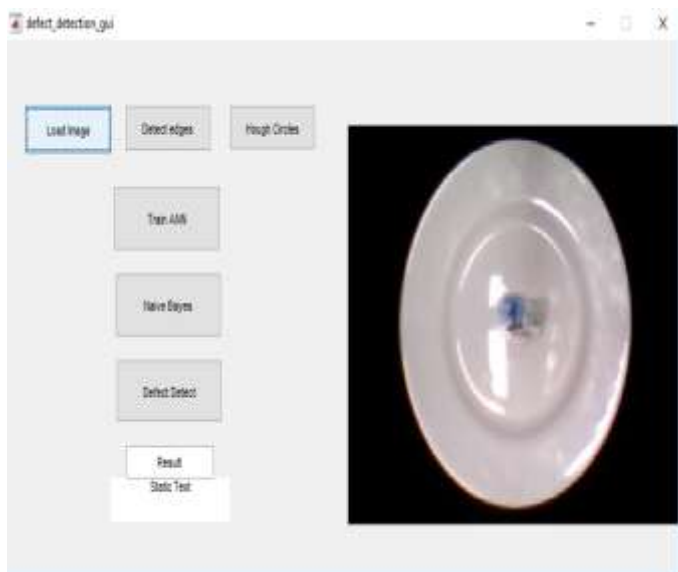 defect_detection_gui
Load Image
Detect edges
Hough Circles
Train ANN
Naive Bayes
Defect Detect
Result
Static Text